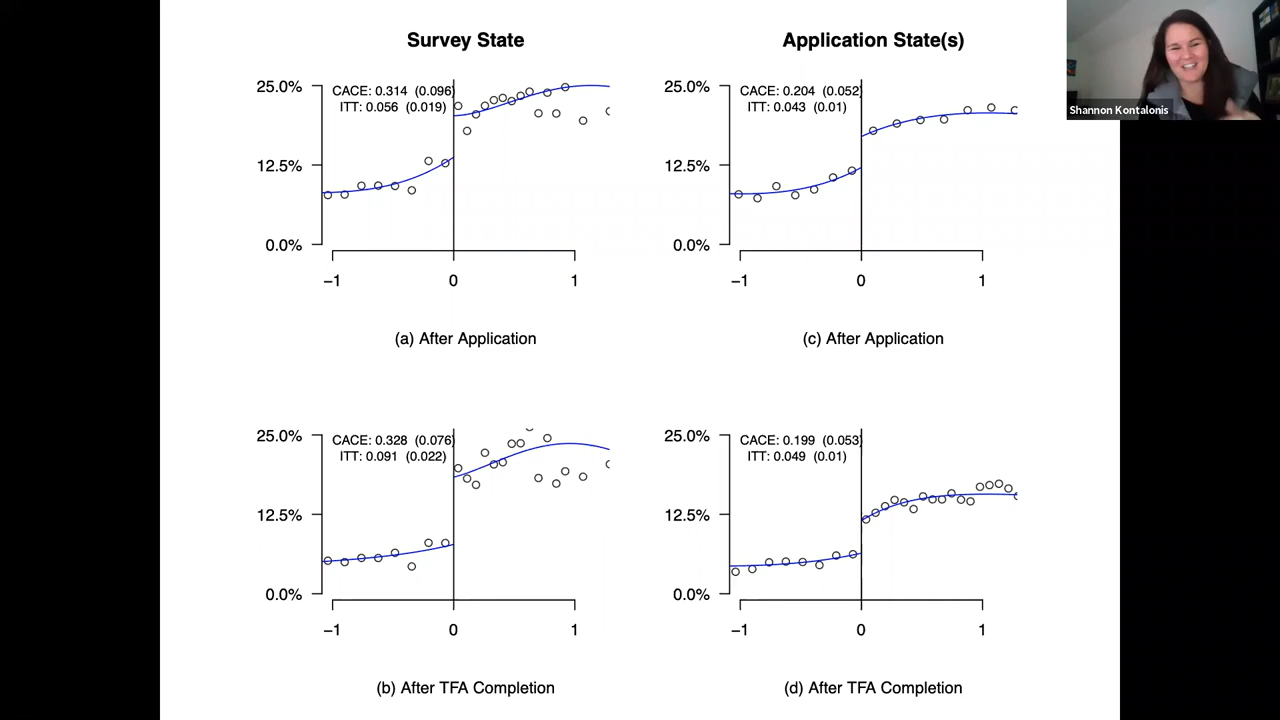 Survey State
Application State(s)
Shannon Kontalonis
25.0%
CACE: 0.314 (0.096)
ITT: 0.056 (0.019)
12.5%
0.0%
−1
0
1
(a) After Application
25.0%
CACE: 0.204 (0.052)
ITT: 0.043 (0.01)
12.5%
0.0%
−1
0
1
(c) After Application
25.0%
CACE: 0.328 (0.076)
ITT: 0.091 (0.022)
12.5%
0.0%
−1
0
1
(b) After TFA Completion
25.0%
CACE: 0.199 (0.053)
ITT: 0.049 (0.01)
12.5%
0.0%
−1
0
1
(d) After TFA Completion